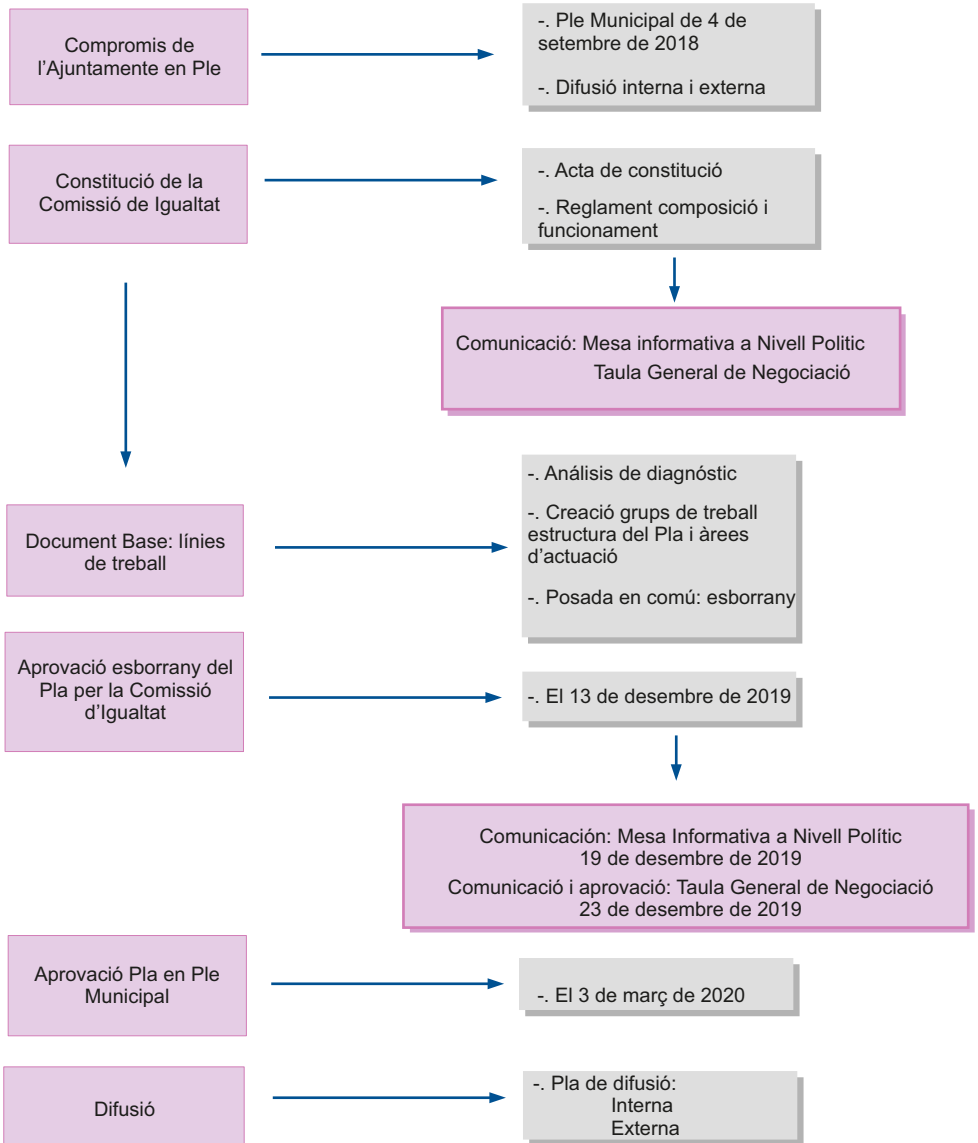 Compromis de
l'Ajuntamente en Ple
-. Ple Municipal de 4 de
setembre de 2018
-. Difusió interna i externa
Constitució de la
Comissió de Igualtat
-. Acta de constitució
-. Reglament composició i
funcionament
Comunicació: Mesa informativa a Nivell Politic
Taula General de Negociació
Document Base: línies
de treball
-. Análisis de diagnóstic
-. Creació grups de treball
estructura del Pla i àrees
d'actuació
-. Posada en comú: esborrany
Aprovació esborrany del
Pla per la Comissió
d'Igualtat
-. El 13 de desembre de 2019
Comunicación: Mesa Informativa a Nivell Polític
19 de desembre de 2019
Comunicació i aprovació: Taula General de Negociació
23 de desembre de 2019
Aprovació Pla en Ple
Municipal
-. El 3 de març de 2020
Difusió
-. Pla de difusió:
Interna
Externa